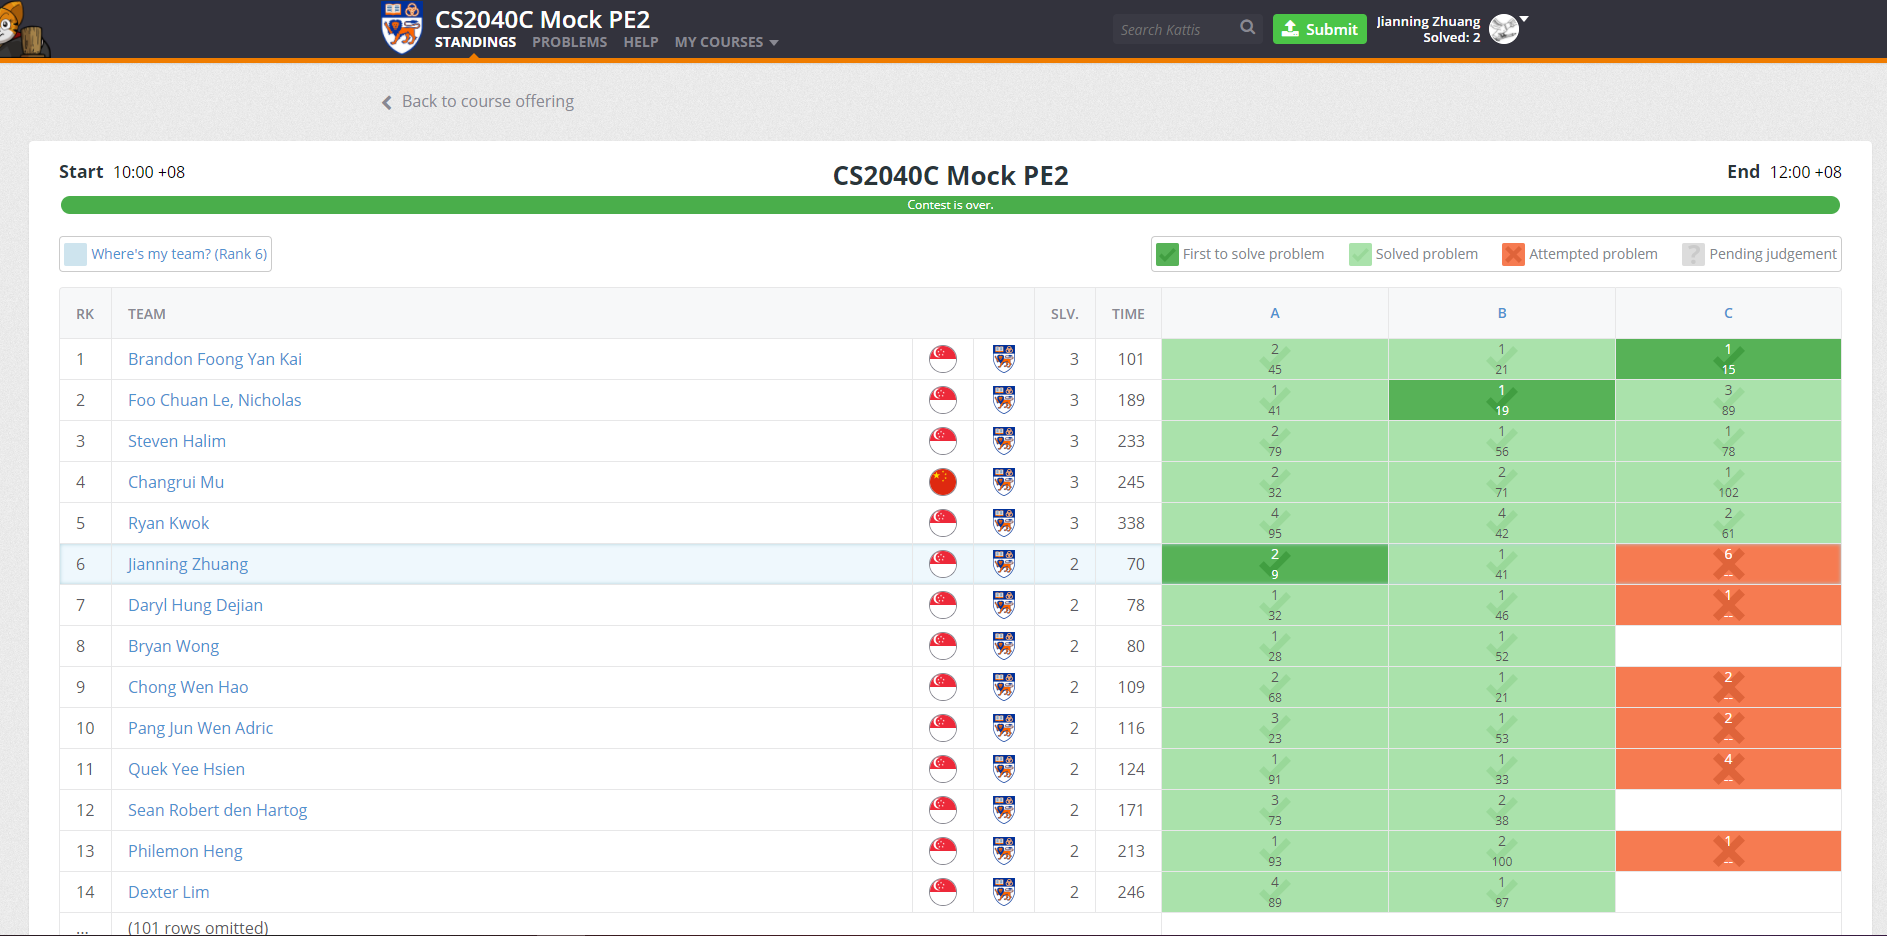 CS2040C Mock PE2
STANDINGS PROBLEMS HELP MY COURSES
Search Kattis
Submit
Jianning Zhuang
Solved: 2
Back to course offering
Start 10:00 +08
CS2040C Mock PE2
End 12:00 +08
Contest is over.
Where's my team? (Rank 6)
First to solve problem Solved problem Attempted problem ? Pending judgement
RK TEAM SLV. TIME A B C
1 Brandon Foong Yan Kai 3 101 2 45 1 21 1 15
2 Foo Chuan Le, Nicholas 3 189 1 41 1 19 3 89
3 Steven Halim 3 233 2 79 1 56 1 78
4 Changrui Mu 3 245 2 32 2 71 1 102
5 Ryan Kwok 3 338 4 95 4 42 2 61
6 Jianning Zhuang 2 70 2 9 1 41 6 --
7 Daryl Hung Dejian 2 78 1 32 1 46 1 --
8 Bryan Wong 2 80 1 28 1 52
9 Chong Wen Hao 2 109 2 68 1 21 2 --
10 Pang Jun Wen Adric 2 116 3 23 1 53 2 --
11 Quek Yee Hsien 2 124 1 91 1 33 4 --
12 Sean Robert den Hartog 2 171 3 73 2 38
13 Philemon Heng 2 213 1 93 2 100 1 --
14 Dexter Lim 2 246 4 89 1 97
... (101 rows omitted)